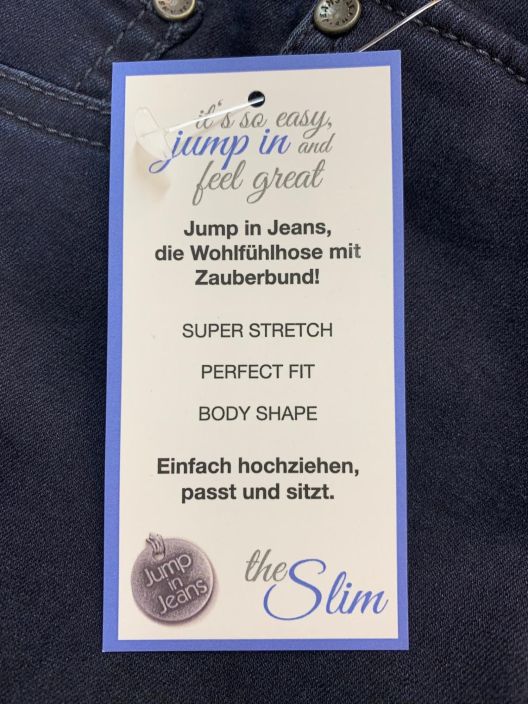 it's so easy,
jump in and
feel great
Jump in Jeans,
die Wohlfühlhose mit
Zauberbund!
SUPER STRETCH
PERFECT FIT
BODY SHAPE
Einfach hochziehen,
passt und sitzt.
Jump
in
Jeans
the Slim